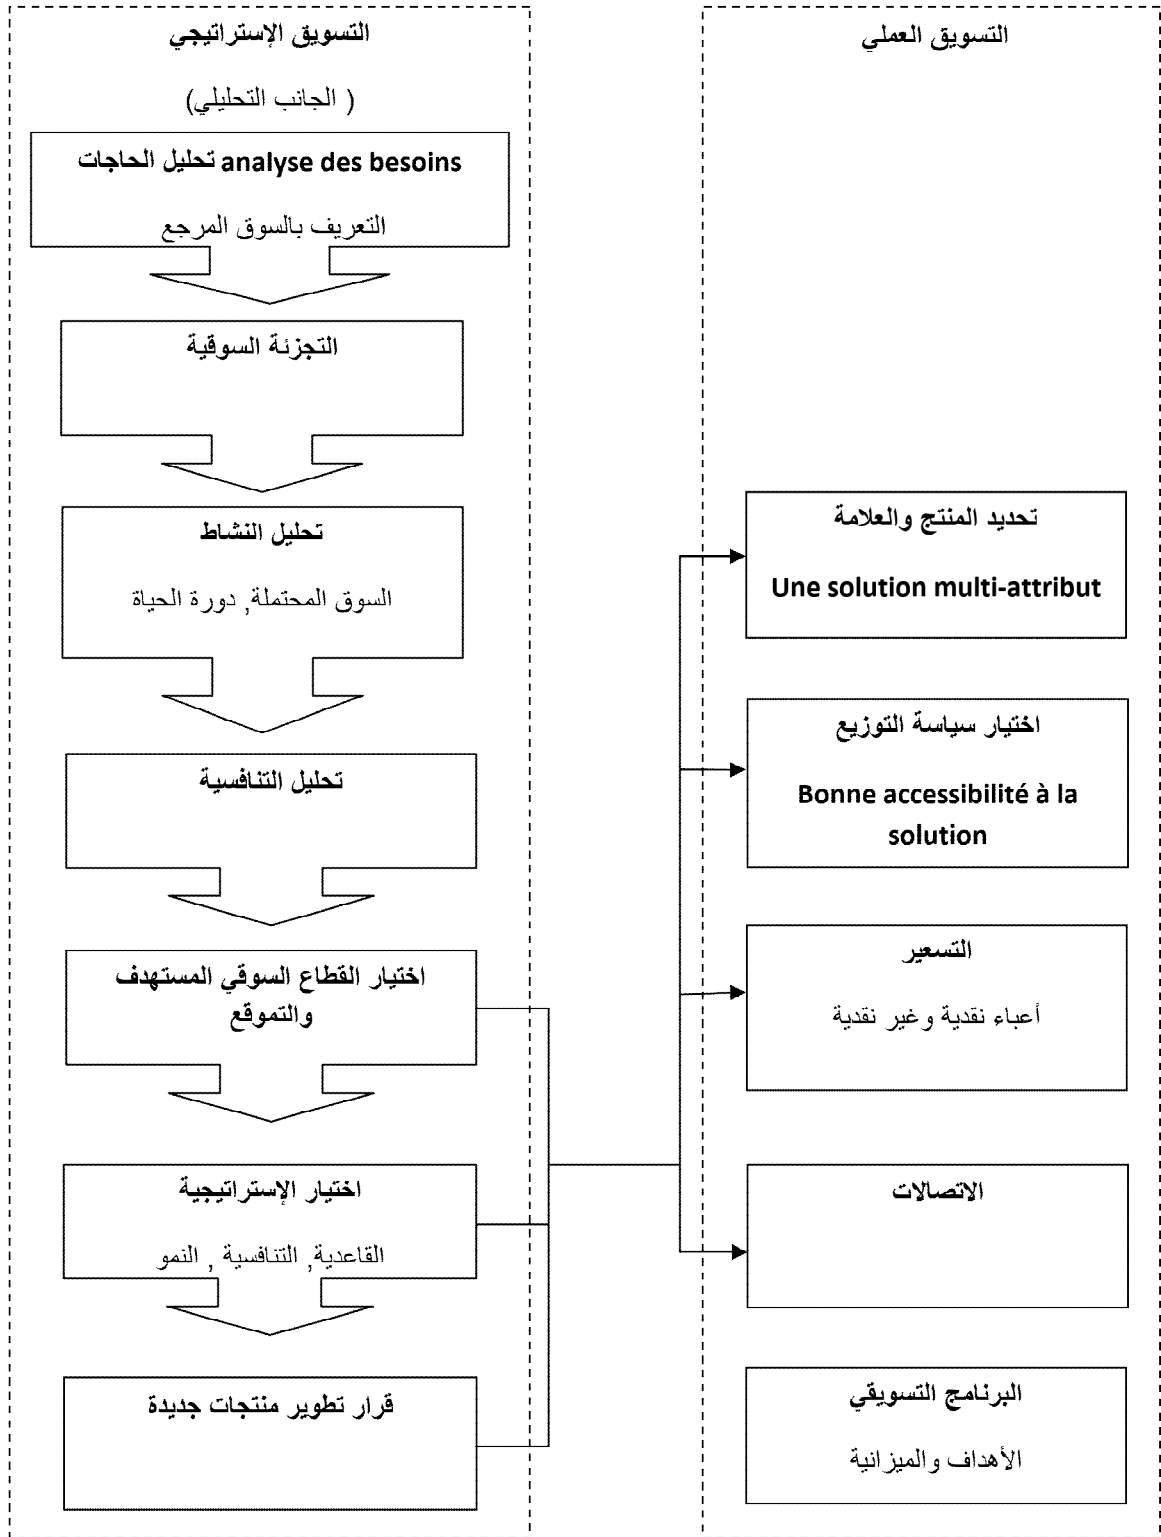 التسويق الإستراتيجي
( الجانب التحليلي)
تحليل الحاجات analyse des besoins
التعريف بالسوق المرجع
التجزئة السوقية
تحليل النشاط
السوق المحتملة, دورة الحياة
تحليل التنافسية
اختيار القطاع السوقي المستهدف
والتموقع
اختيار الإستراتيجية
القاعدية, التنافسية , النمو
قرار تطوير منتجات جديدة
التسويق العملي
تحديد المنتج والعلامة
Une solution multi-attribut
اختيار سياسة التوزيع
Bonne accessibilité à la
solution
التسعير
أعباء نقدية وغير نقدية
الاتصالات
البرنامج التسويقي
الأهداف والميزانية